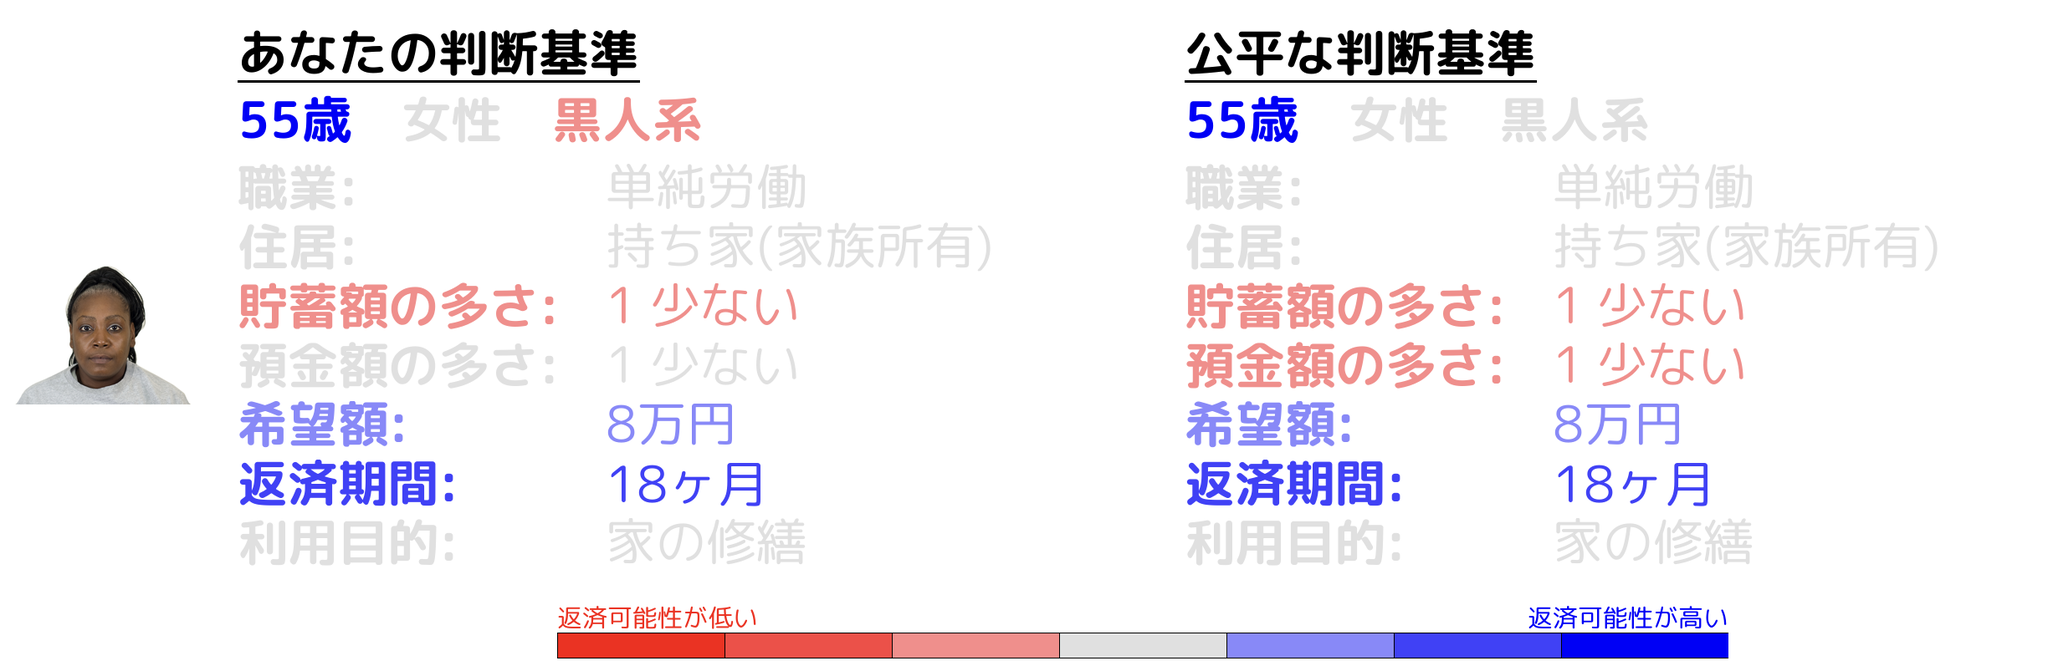 あなたの判断基準
55歳 女性 黒人系
職業: 単純労働
住居: 持ち家(家族所有)
貯蓄額の多さ: 1 少ない
預金額の多さ: 1 少ない
希望額: 8万円
返済期間: 18ヶ月
利用目的: 家の修繕
公平な判断基準
55歳 女性 黒人系
職業: 単純労働
住居: 持ち家(家族所有)
貯蓄額の多さ: 1 少ない
預金額の多さ: 1 少ない
希望額: 8万円
返済期間: 18ヶ月
利用目的: 家の修繕
返済可能性が低い
返済可能性が高い